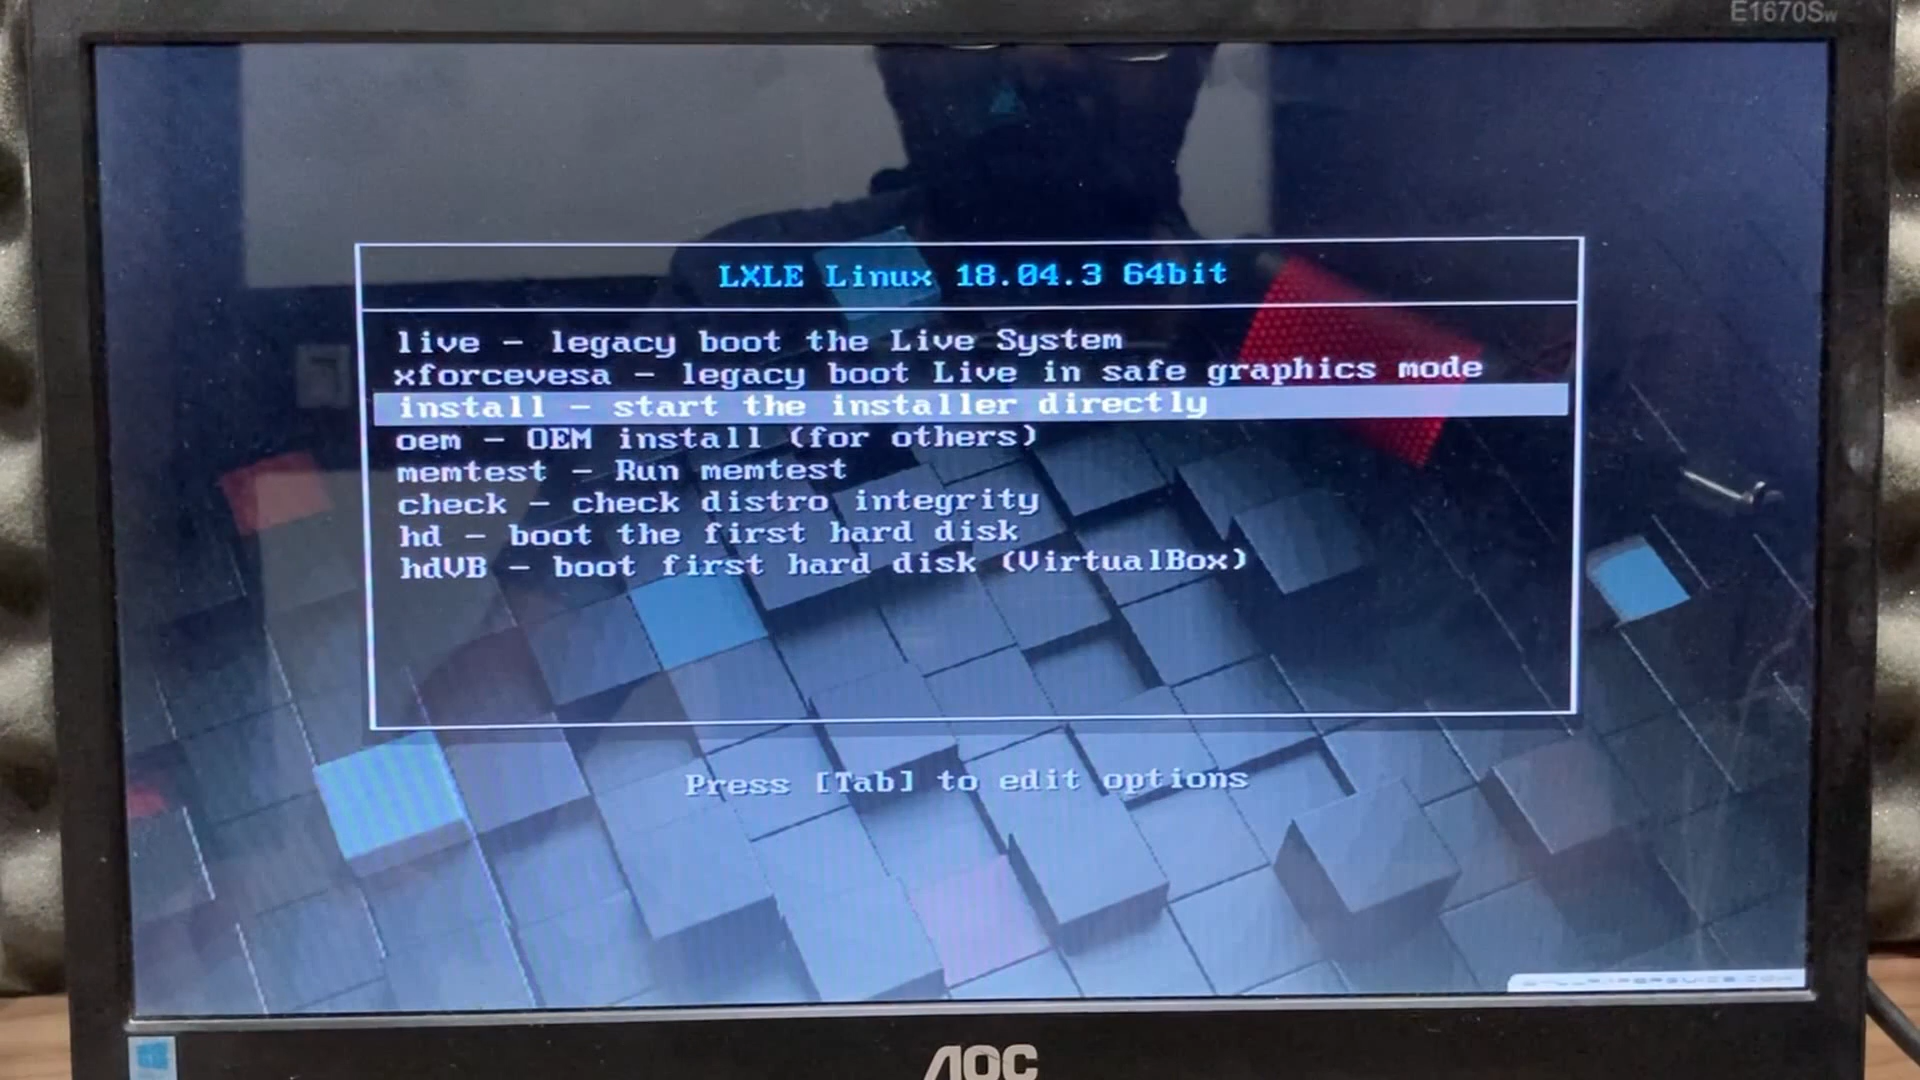 E1670Sw
LXLE Linux 18.04.3 64bit
live - legacy boot the Live System
xforcevesa - legacy boot Live in safe graphics mode
install - start the installer directly
oem - OEM install (for others)
memtest - Run memtest
check - check distro integrity
hd - boot the first hard disk
hdVB - boot first hard disk (VirtualBox)
Press [Tab] to edit options
AOC